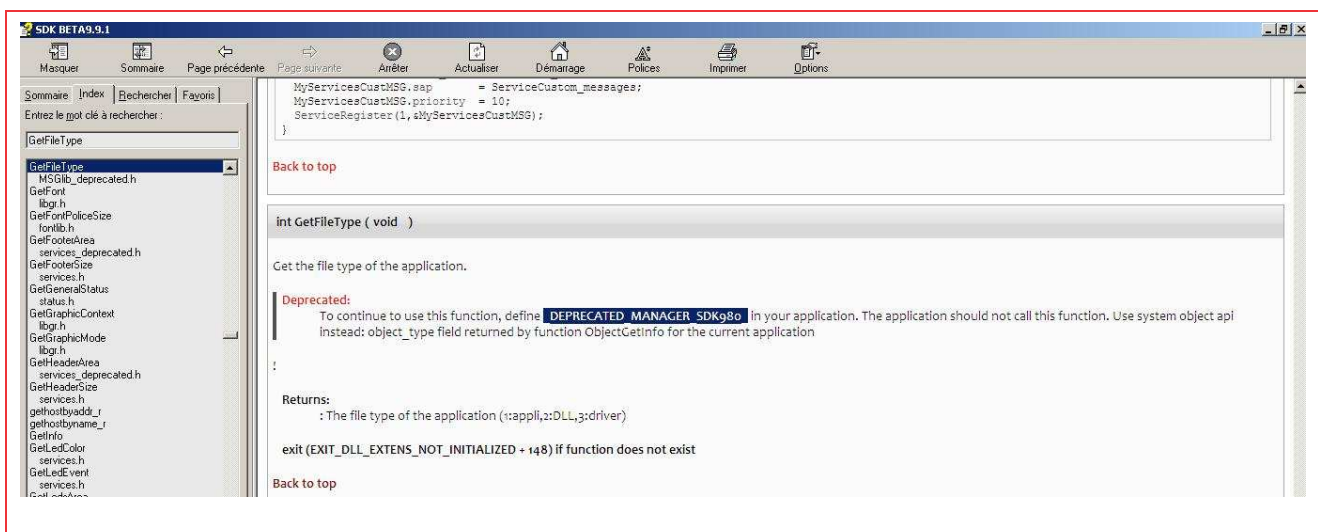 SDK BETA9.9.1
Masquer Sommaire Page précédente Page suivante Arrêter Actualiser Démarrage Polices Imprimer Options
Sommaire Index Rechercher Favoris
Entrez le mot clé à rechercher :
GetFileType
GetFileType
MSGlib_deprecated.h
GetFont
libgr.h
GetFontPoliceSize
fontlib.h
GetFooterArea
services_deprecated.h
GetFooterSize
services.h
GetGeneralStatus
status.h
GetGraphicContext
libgr.h
GetGraphicMode
libgr.h
GetHeaderArea
services_deprecated.h
GetHeaderSize
services.h
gethostbyaddr_r
gethostbyname_r
GetInfo
GetLedColor
services.h
GetLedEvent
services.h
GetLedsArea
MyServicesCustMSG.sap = ServiceCustom_messages;
MyServicesCustMSG.priority = 10;
ServiceRegister(1,&MyServicesCustMSG);
}
Back to top
int GetFileType ( void )
Get the file type of the application.
Deprecated:
To continue to use this function, define DEPRECATED_MANAGER_SDK980 in your application. The application should not call this function. Use system object api
instead: object_type field returned by function ObjectGetInfo for the current application
!
Returns:
: The file type of the application (1:appli,2:DLL,3:driver)
exit (EXIT_DLL_EXTENS_NOT_INITIALIZED + 148) if function does not exist
Back to top